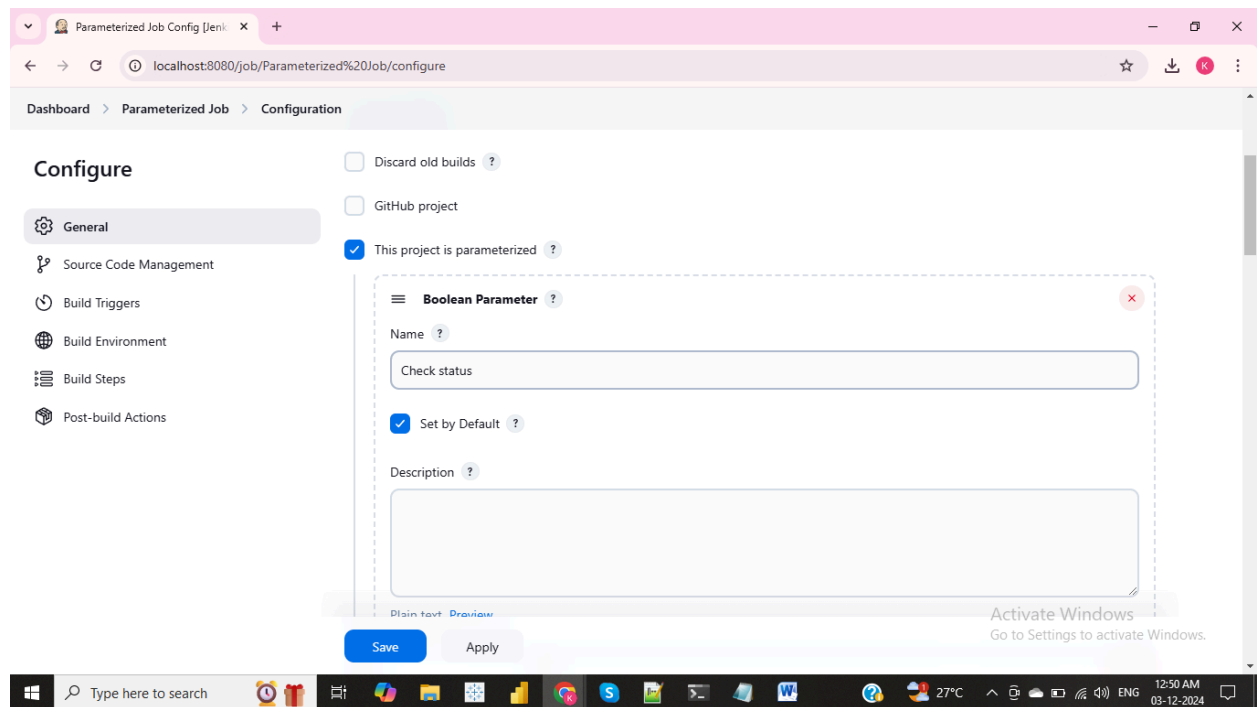 Parameterized Job Config [Jenk
localhost:8080/job/Parameterized%20Job/configure
K
Dashboard > Parameterized Job > Configuration
Configure
General
Source Code Management
Build Triggers
Build Environment
Build Steps
Post-build Actions
Discard old builds ?
GitHub project
This project is parameterized ?
Boolean Parameter ?
Name ?
Check status
Set by Default ?
Description ?
Plain text Preview
Save Apply
Activate Windows
Go to Settings to activate Windows.
Type here to search
27°C
ENG
12:50 AM
03-12-2024